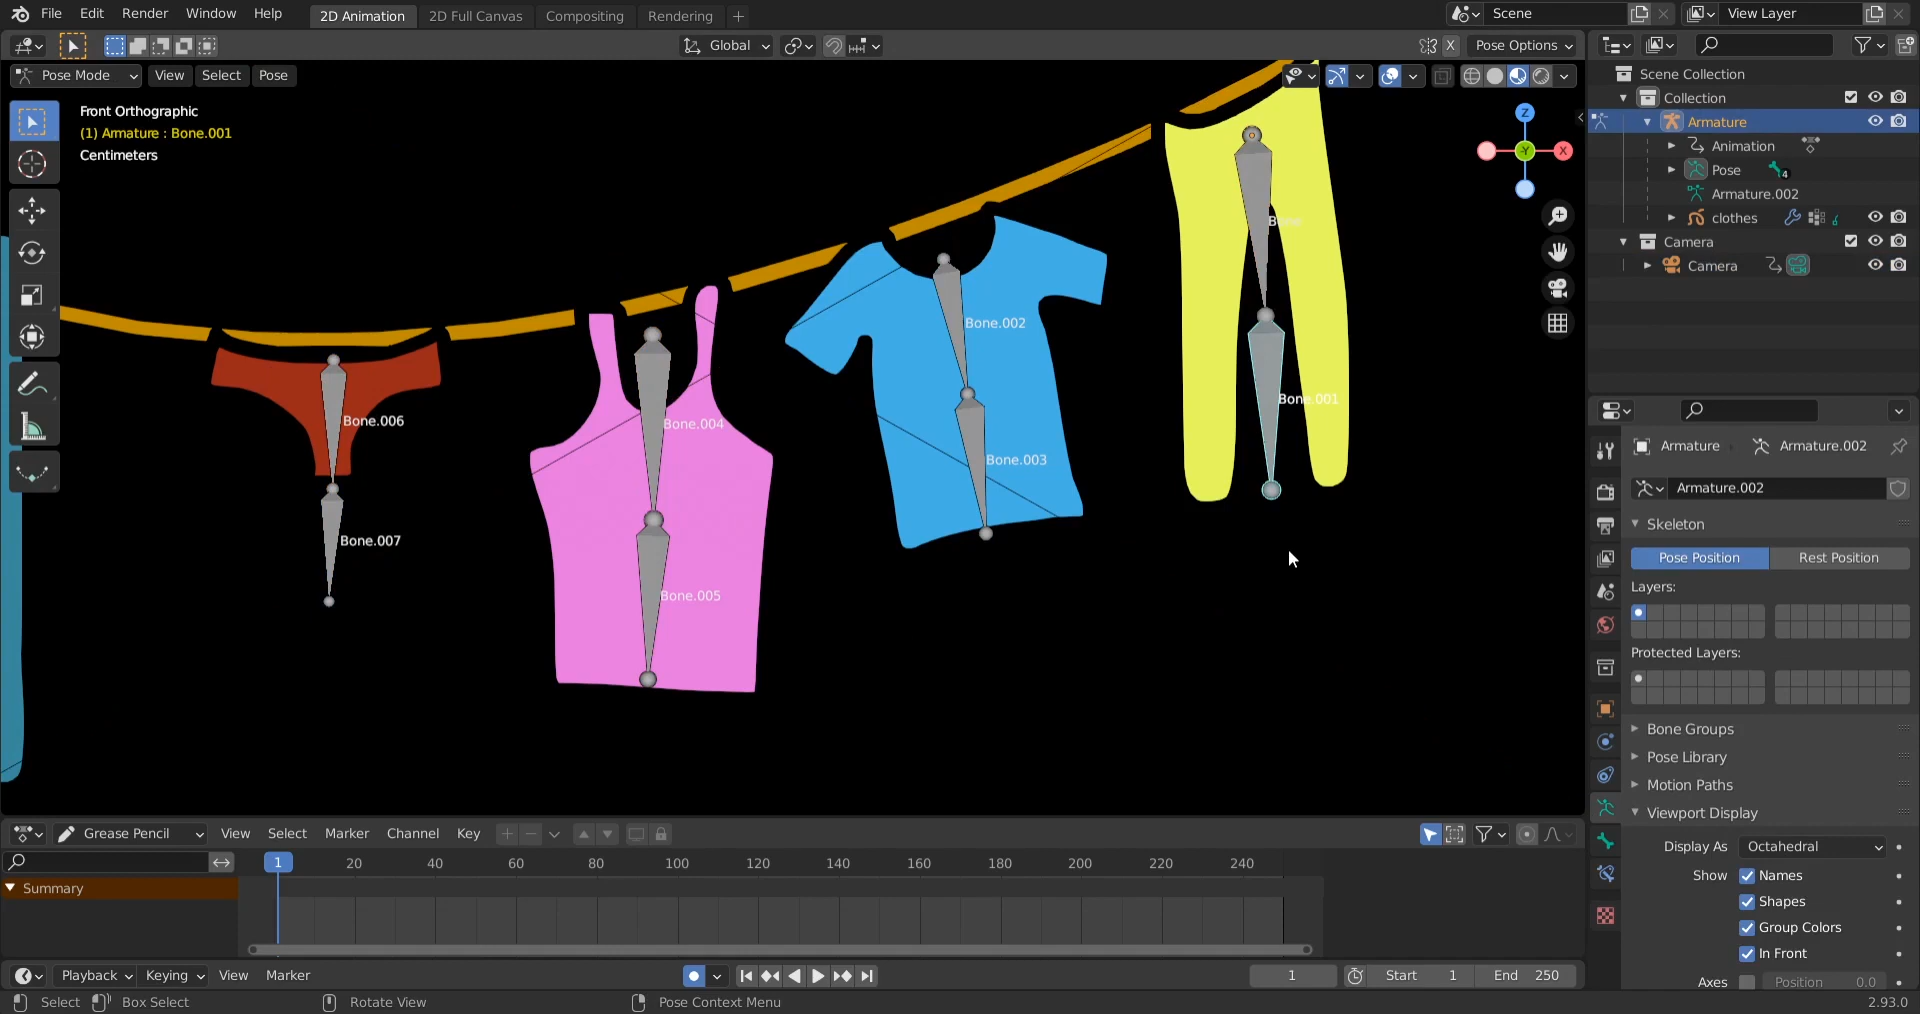 File Edit Render Window Help 2D Animation 2D Full Canvas Compositing Rendering + Scene View Layer
Global X Pose Options
Pose Mode View Select Pose
Front Orthographic
(1) Armature : Bone.001
Centimeters
Z
X
-Y
Bone
Bone.002
Bone.001
Bone.006
Bone.004
Bone.003
Bone.007
Bone.005
Scene Collection
Collection
Armature
Animation
Pose 4
Armature.002
clothes
Camera
Camera
Armature Armature.002
Armature.002
Skeleton
Pose Position Rest Position
Layers:
Protected Layers:
Bone Groups
Pose Library
Motion Paths
Viewport Display
Display As Octahedral
Show Names
Shapes
Group Colors
In Front
Axes Position 0.0
Grease Pencil View Select Marker Channel Key
1 20 40 60 80 100 120 140 160 180 200 220 240
Summary
Playback Keying View Marker 1 Start 1 End 250
Select Box Select Rotate View Pose Context Menu 2.93.0